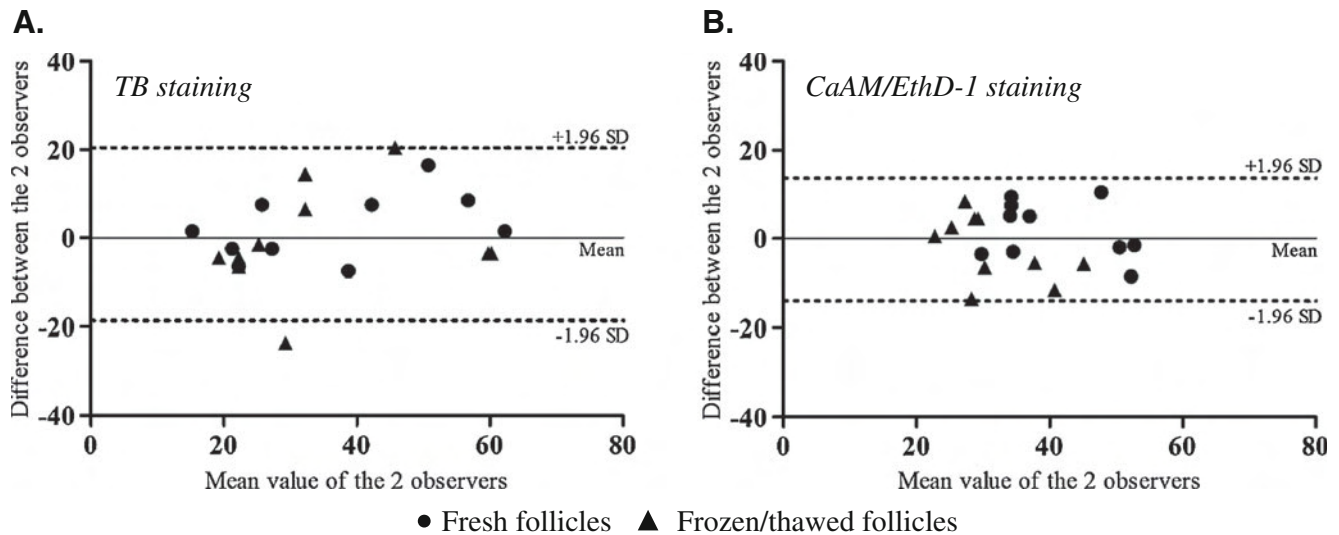 A.
B.
Difference between the 2 observers
40
20
0
-20
-40
TB staining
+1.96 SD
Mean
-1.96 SD
0 20 40 60 80
Mean value of the 2 observers
Difference between the 2 observers
40
20
0
-20
-40
CaAM/EthD-1 staining
+1.96 SD
Mean
-1.96 SD
0 20 40 60 80
Mean value of the 2 observers
Fresh follicles Frozen/thawed follicles